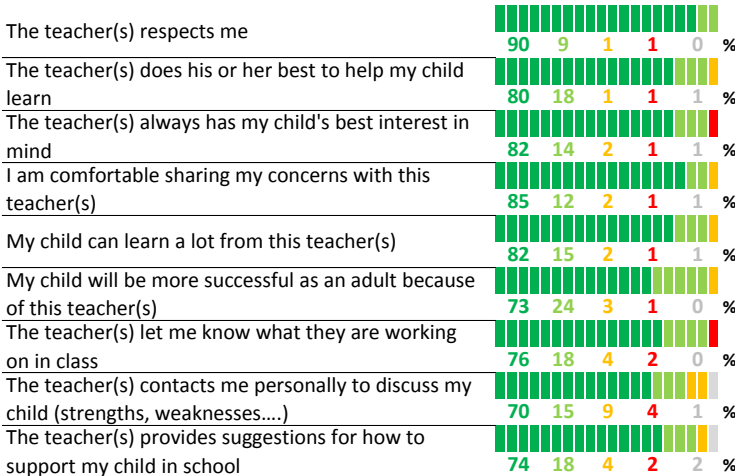 The teacher(s) respects me
90 9 1 1 0 %
The teacher(s) does his or her best to help my child
learn
80 18 1 1 1 %
The teacher(s) always has my child's best interest in
mind
82 14 2 1 1 %
I am comfortable sharing my concerns with this
teacher(s)
85 12 2 1 1 %
My child can learn a lot from this teacher(s)
82 15 2 1 1 %
My child will be more successful as an adult because
of this teacher(s)
73 24 3 1 0 %
The teacher(s) let me know what they are working
on in class
76 18 4 2 0 %
The teacher(s) contacts me personally to discuss my
child (strengths, weaknesses....)
70 15 9 4 1 %
The teacher(s) provides suggestions for how to
support my child in school
74 18 4 2 2 %